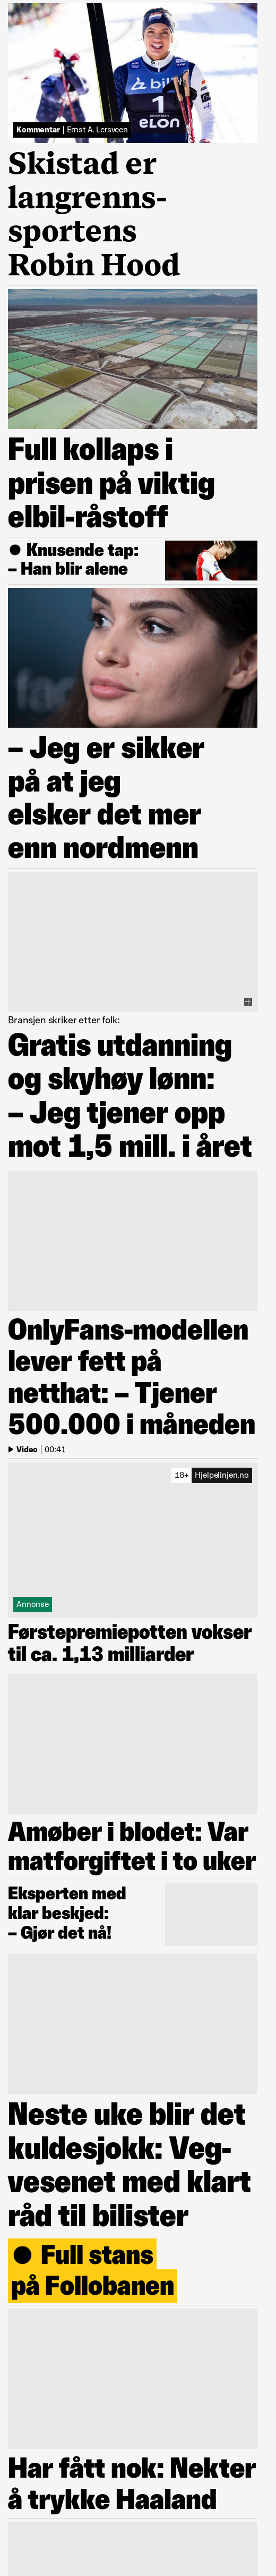 bil
1
GRANÅSEN
elon
Kommentar | Ernst A. Lersveen
Skistad er
langrenns-
sportens
Robin Hood
Full kollaps i
prisen på viktig
elbil-råstoff
● Knusende tap:
– Han blir alene
– Jeg er sikker
på at jeg
elsker det mer
enn nordmenn
Bransjen skriker etter folk:
Gratis utdanning
og skyhøy lønn:
– Jeg tjener opp
mot 1,5 mill. i året
OnlyFans-modellen
lever fett på
netthat: – Tjener
500.000 i måneden
Video | 00:41
18+ Hjelpelinjen.no
Annonse
Førstepremiepotten vokser
til ca. 1,13 milliarder
Amøber i blodet: Var
matforgiftet i to uker
Eksperten med
klar beskjed:
– Gjør det nå!
Neste uke blir det
kuldesjokk: Veg-
vesenet med klart
råd til bilister
● Full stans
på Follobanen
Har fått nok: Nekter
å trykke Haaland